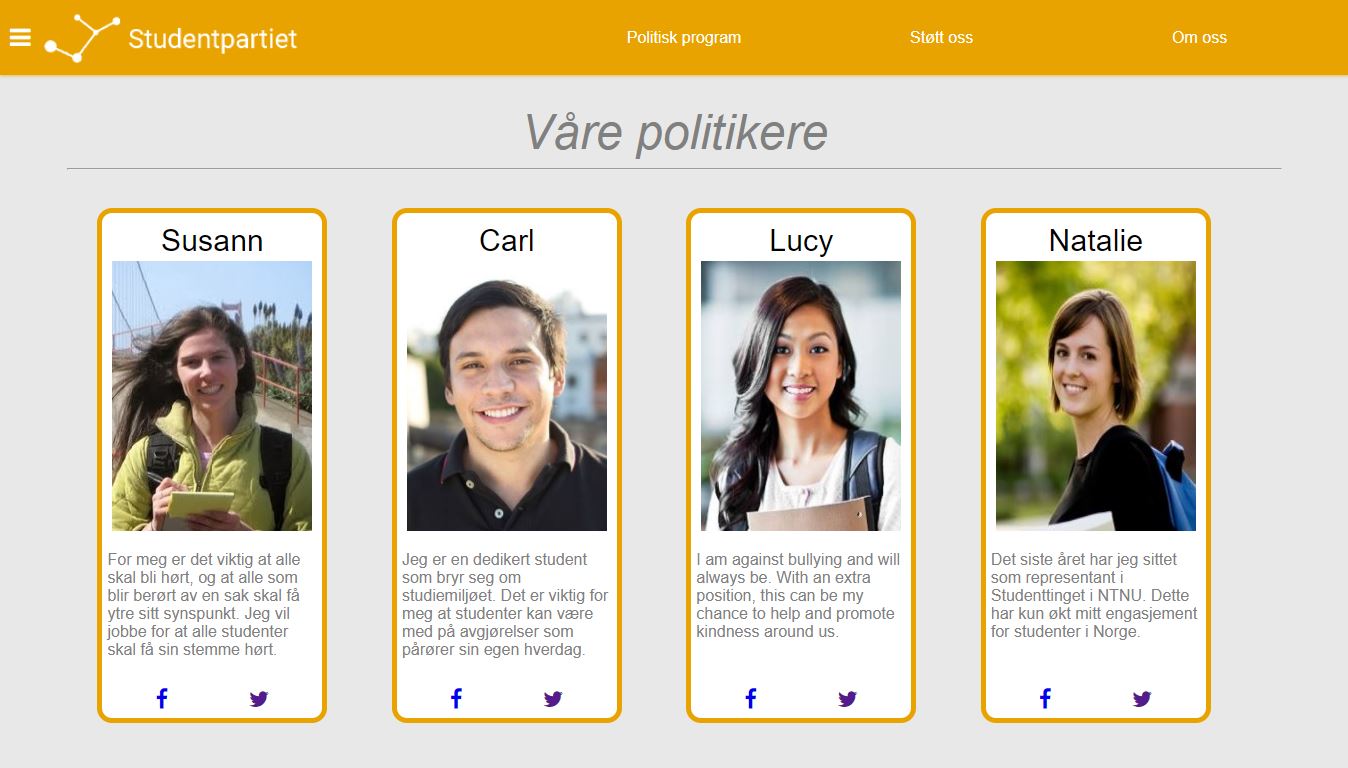 Studentpartiet
Politisk program
Støtt oss
Om oss
Våre politikere
Susann
For meg er det viktig at alle
skal bli hørt, og at alle som
blir berørt av en sak skal få
ytre sitt synspunkt. Jeg vil
jobbe for at alle studenter
skal få sin stemme hørt.
Carl
Jeg er en dedikert student
som bryr seg om
studiemiljøet. Det er viktig for
meg at studenter kan være
med på avgjørelser som
pårører sin egen hverdag.
Lucy
I am against bullying and will
always be. With an extra
position, this can be my
chance to help and promote
kindness around us.
Natalie
Det siste året har jeg sittet
som representant i
Studenttinget i NTNU. Dette
har kun økt mitt engasjement
for studenter i Norge.